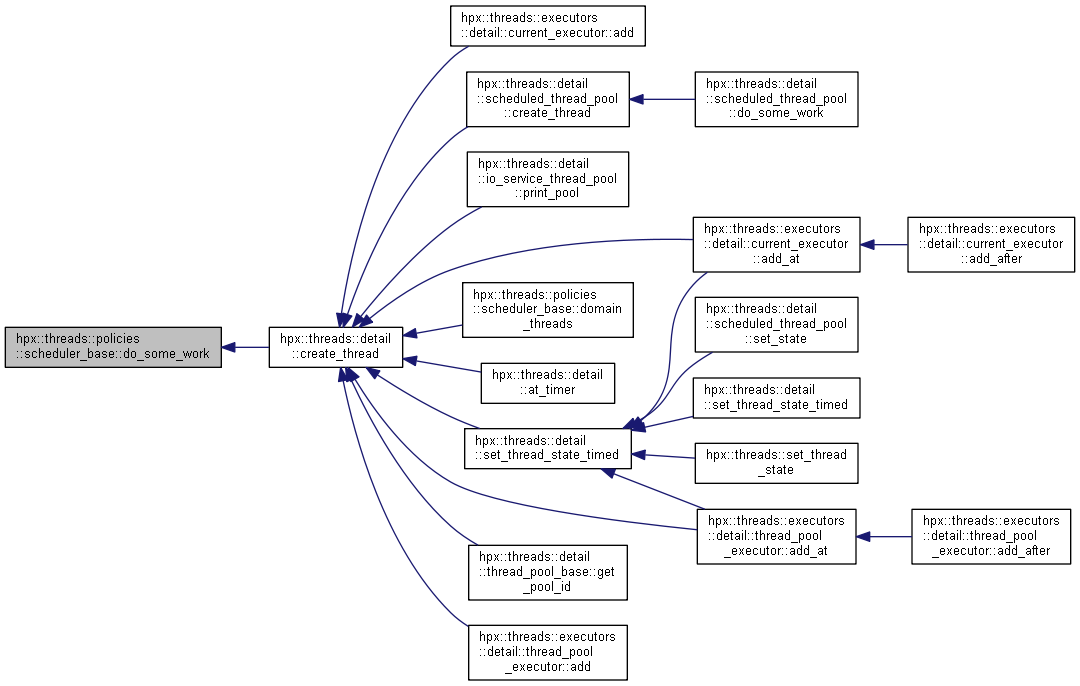 hpx::threads::executors
::detail::current_executor::add
hpx::threads::detail
::scheduled_thread_pool
::create_thread
hpx::threads::detail
::scheduled_thread_pool
::do_some_work
hpx::threads::detail
::io_service_thread_pool
::print_pool
hpx::threads::executors
::detail::current_executor
::add_at
hpx::threads::executors
::detail::current_executor
::add_after
hpx::threads::policies
::scheduler_base::domain
_threads
hpx::threads::detail
::scheduled_thread_pool
::set_state
hpx::threads::policies
::scheduler_base::do_some_work
hpx::threads::detail
::create_thread
hpx::threads::detail
::at_timer
hpx::threads::detail
::set_thread_state_timed
hpx::threads::detail
::set_thread_state_timed
hpx::threads::set_thread
_state
hpx::threads::executors
::detail::thread_pool
_executor::add_at
hpx::threads::executors
::detail::thread_pool
_executor::add_after
hpx::threads::detail
::thread_pool_base::get
_pool_id
hpx::threads::executors
::detail::thread_pool
_executor::add